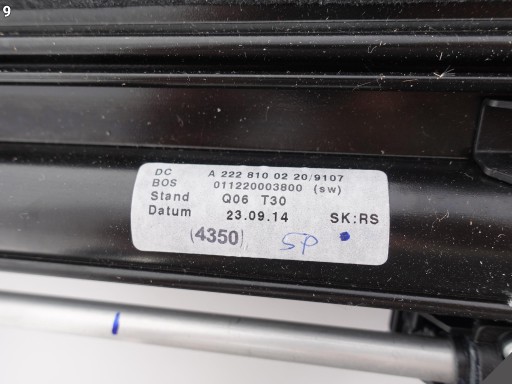 9
DC A 222 810 02 20/9107
BOS 011220003800 (sw)
Stand Q06 T30
Datum 23.09.14 SK:RS
(4350) SP